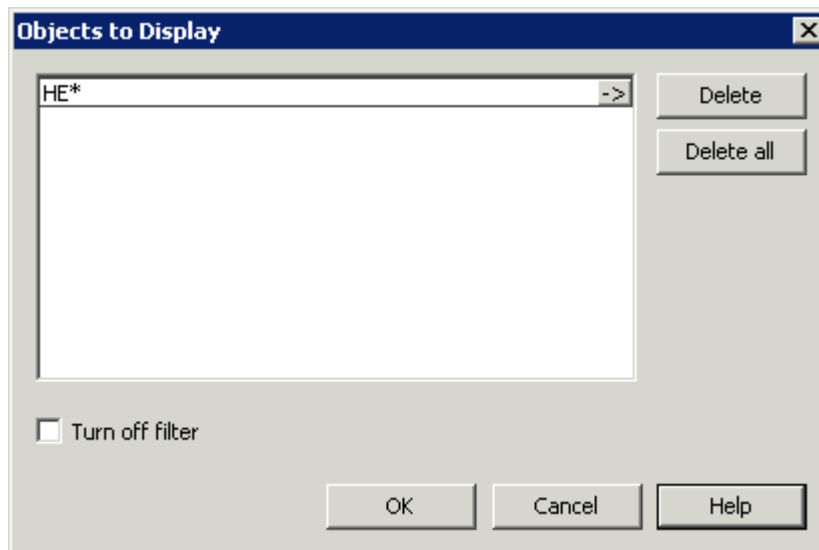 Objects to Display
HE*
->
Delete
Delete all
Turn off filter
OK
Cancel
Help